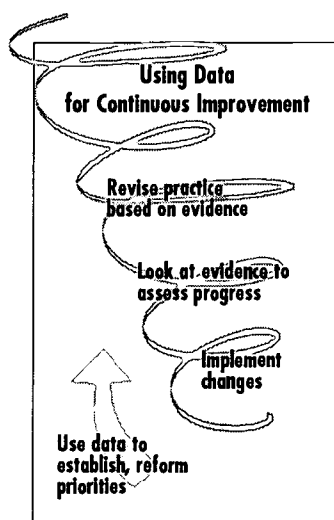 Using Data
for Continuous Improvement
Revise practice
based on evidence
Look at evidence to
assess progress
Implement
changes
Use data to
establish, reform
priorities